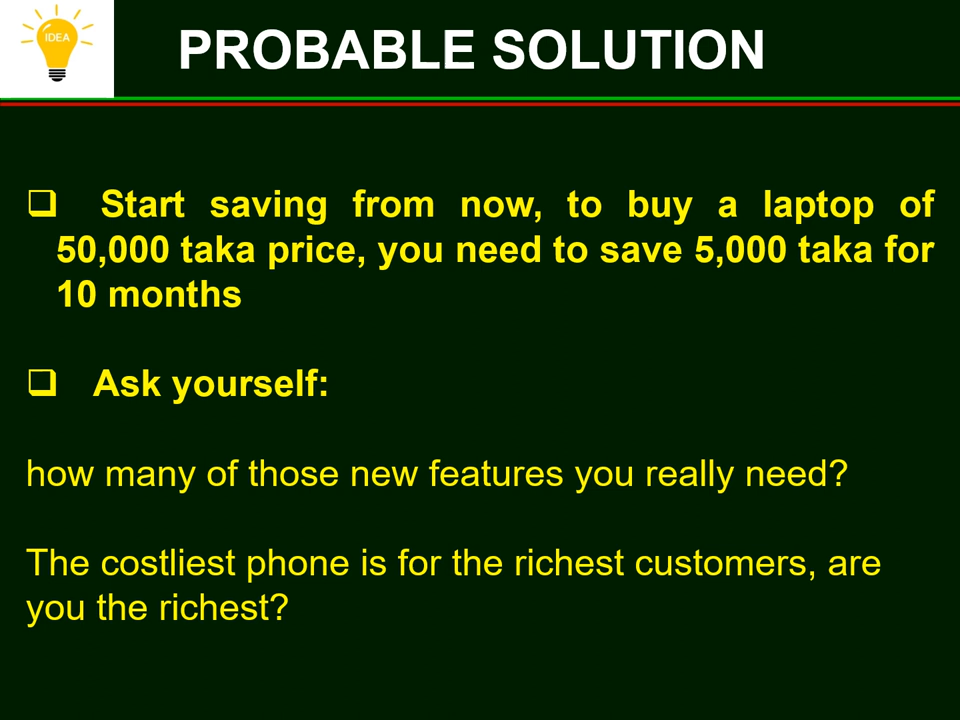 IDEA
PROBABLE SOLUTION
Start saving from now, to buy a laptop of
50,000 taka price, you need to save 5,000 taka for
10 months
Ask yourself:
how many of those new features you really need?
The costliest phone is for the richest customers, are
you the richest?